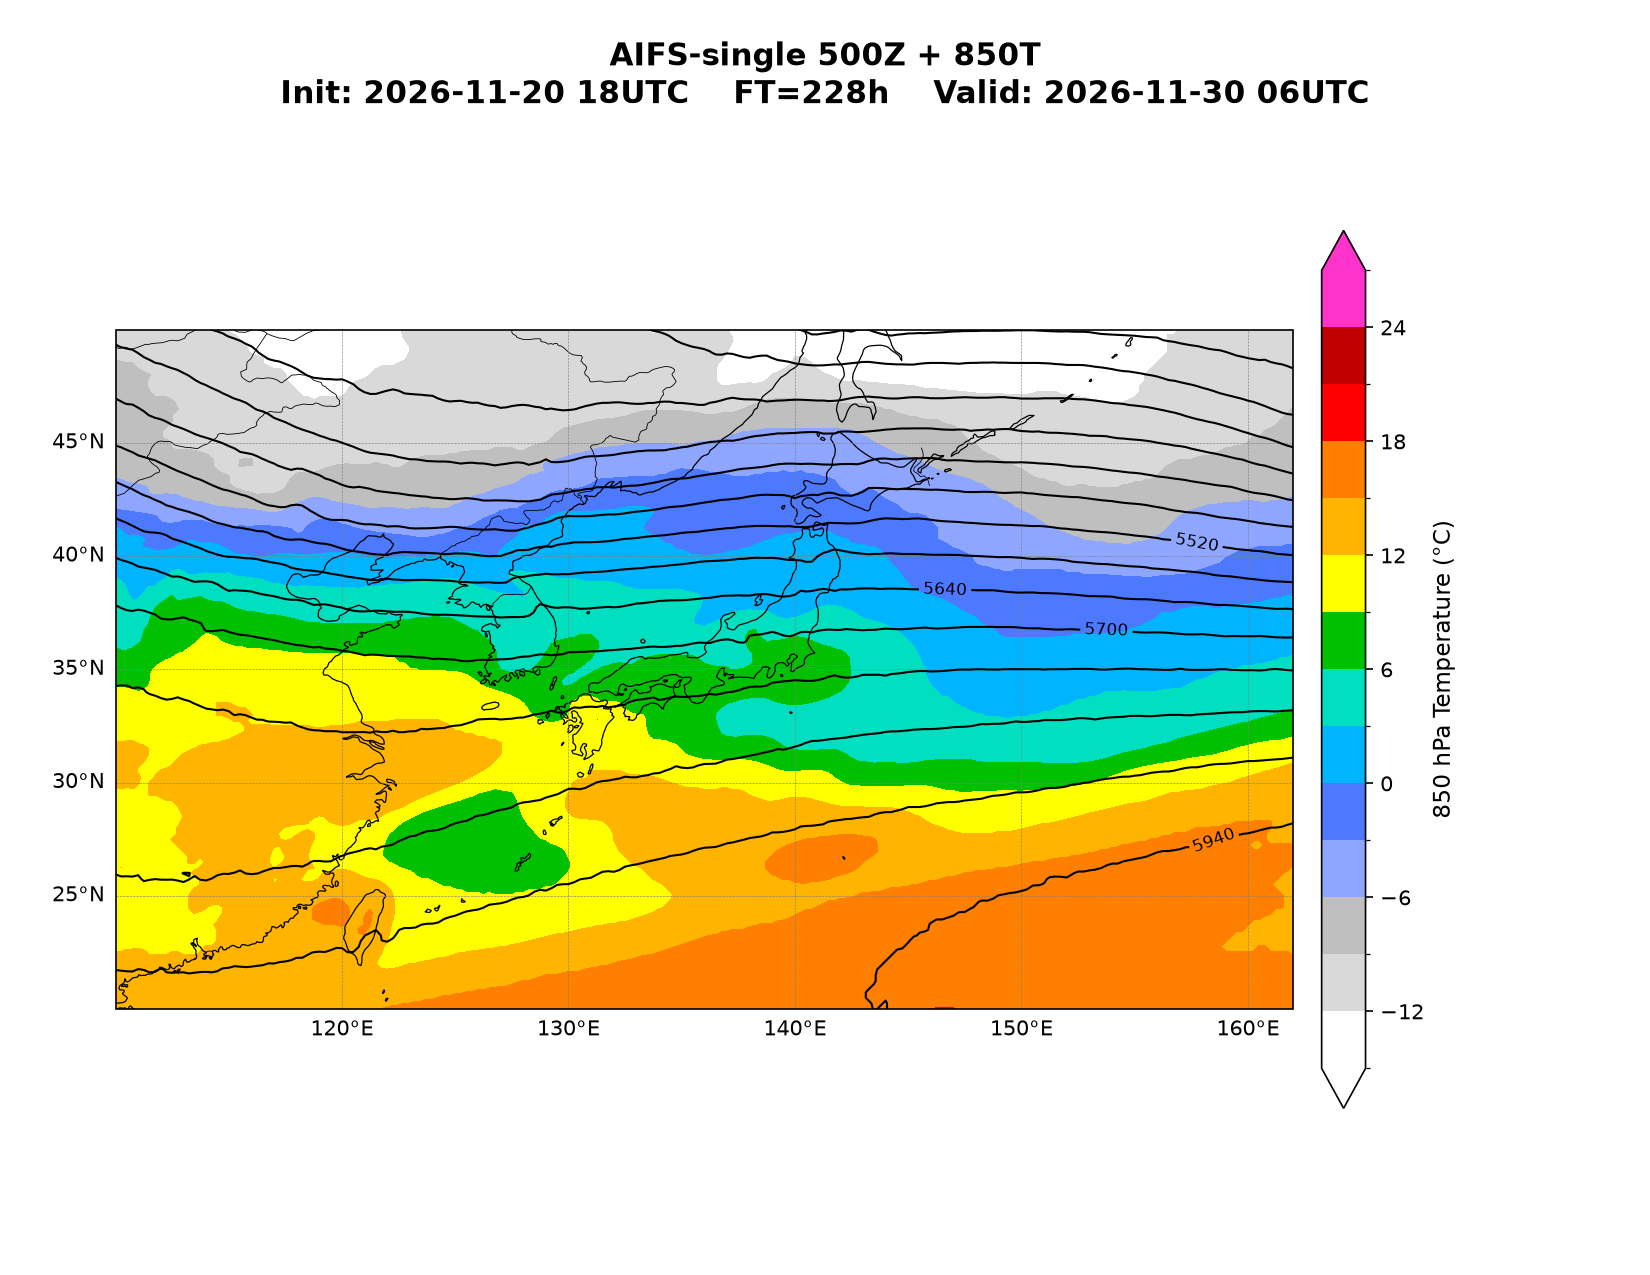 AIFS-single 500Z + 850T
Init: 2026-11-20 18UTC    FT=228h    Valid: 2026-11-30 06UTC
24
18
12
6
0
−6
−12
850 hPa Temperature (°C)
45°N
40°N
35°N
30°N
25°N
5520
5640
5700
5940
120°E
130°E
140°E
150°E
160°E